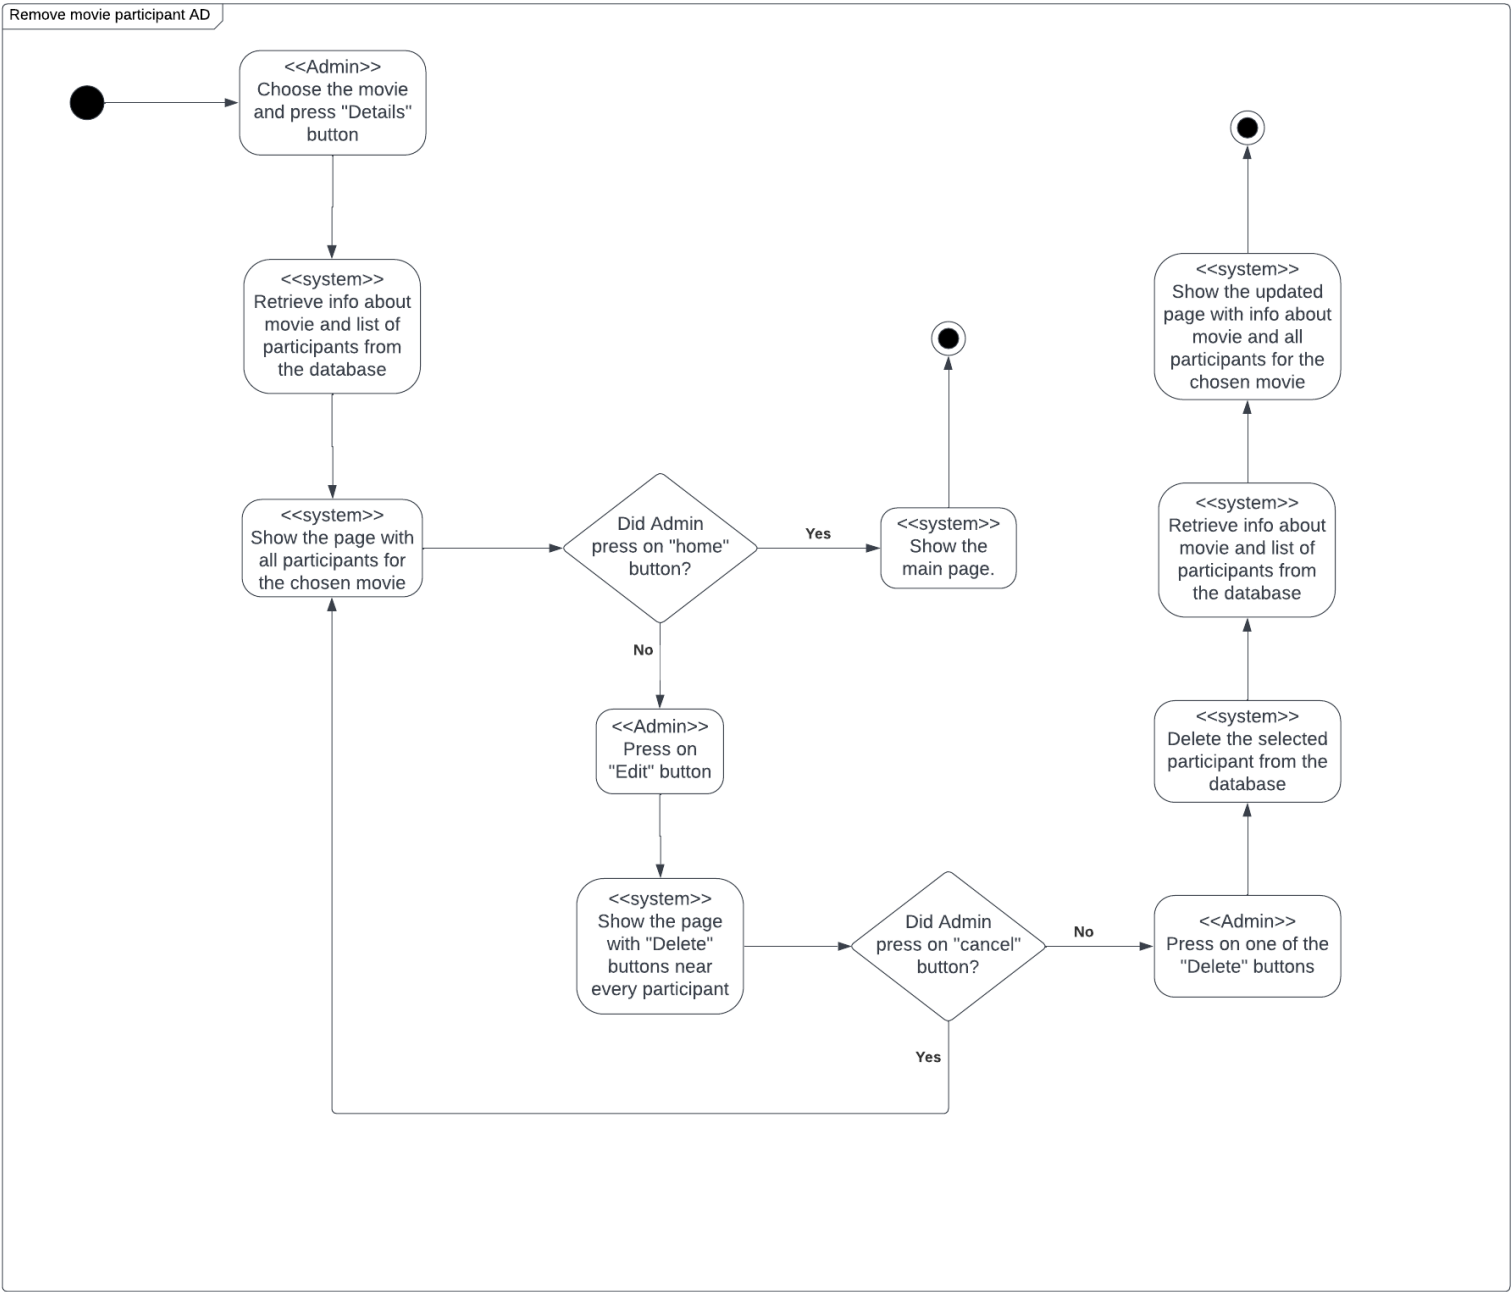 Remove movie participant AD
<<Admin>>
Choose the movie
and press "Details"
button
<<system>>
Retrieve info about
movie and list of
participants from
the database
<<system>>
Show the page with
all participants for
the chosen movie
Did Admin
press on "home"
button?
Yes
<<system>>
Show the
main page.
No
<<Admin>>
Press on
"Edit" button
<<system>>
Show the page
with "Delete"
buttons near
every participant
Did Admin
press on "cancel"
button?
Yes
No
<<Admin>>
Press on one of the
"Delete" buttons
<<system>>
Delete the selected
participant from the
database
<<system>>
Retrieve info about
movie and list of
participants from
the database
<<system>>
Show the updated
page with info about
movie and all
participants for the
chosen movie